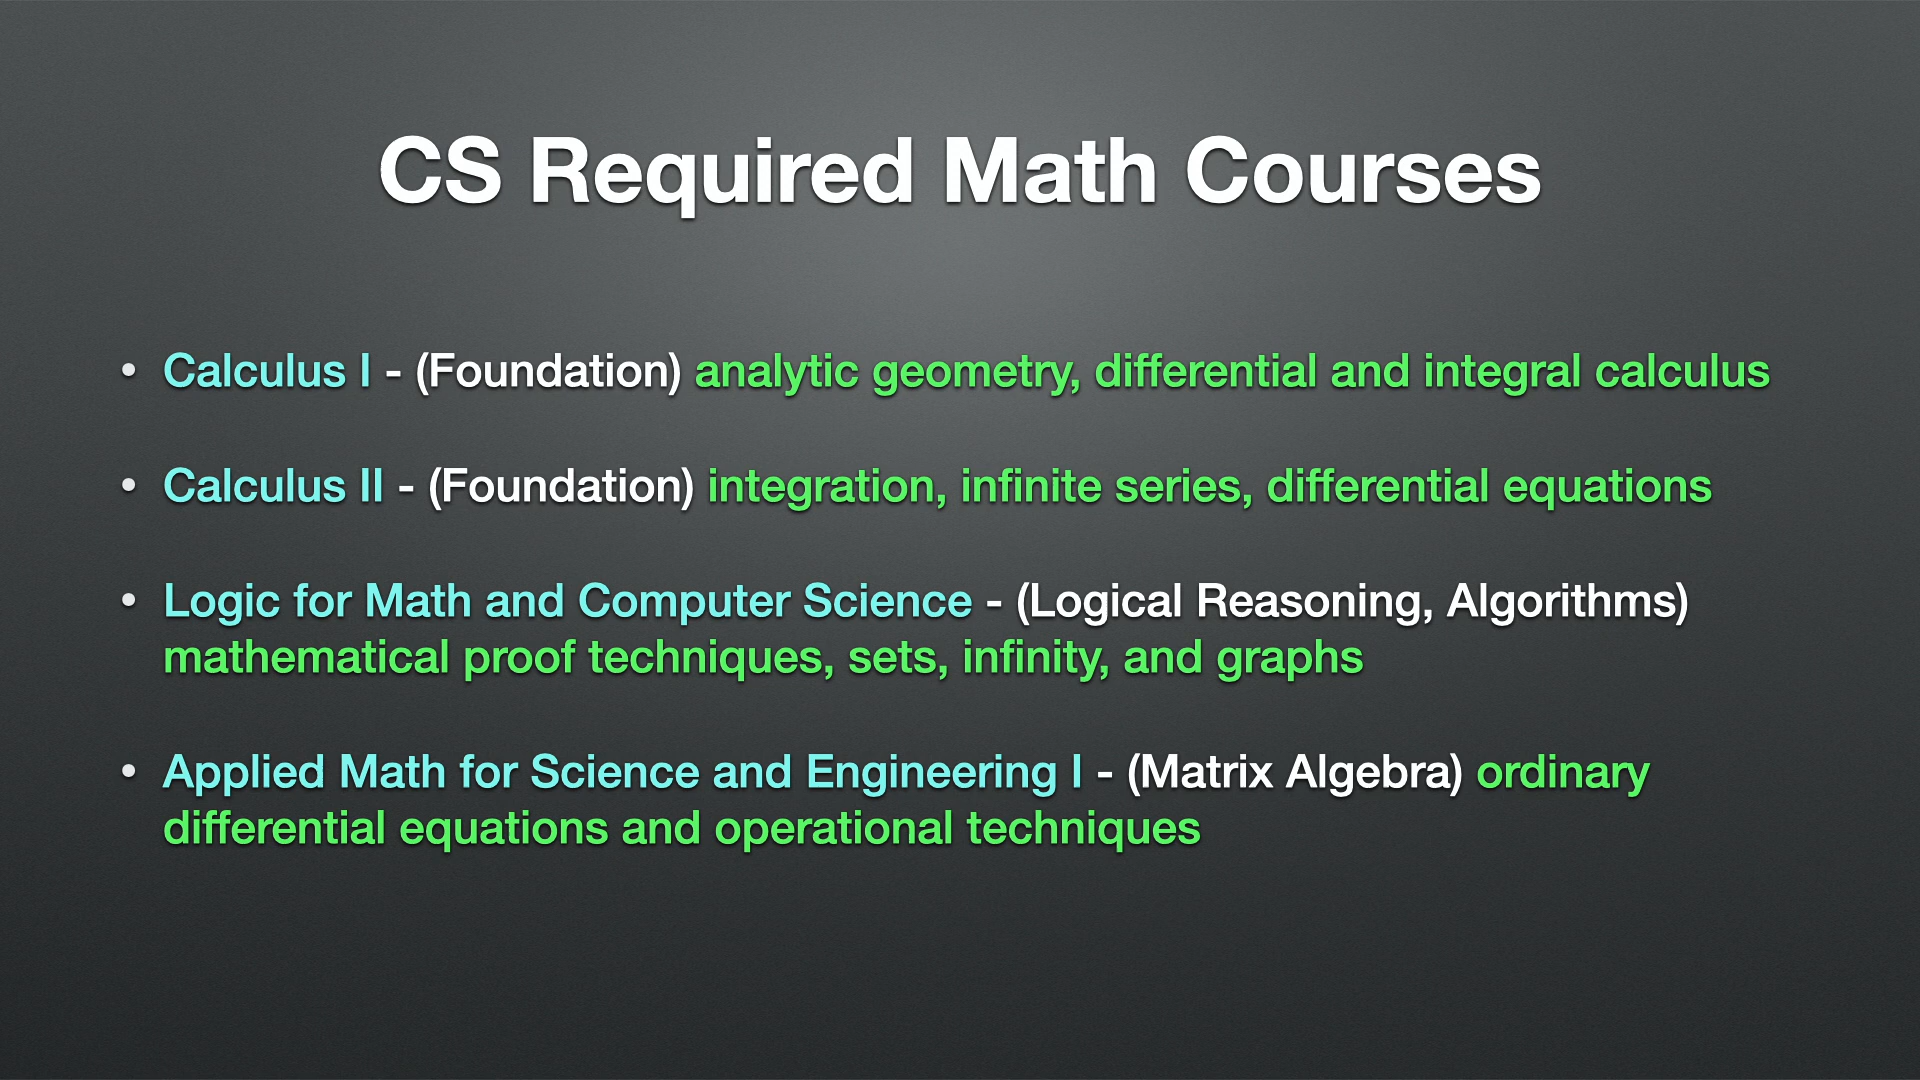 CS Required Math Courses
• Calculus I - (Foundation) analytic geometry, differential and integral calculus
• Calculus II - (Foundation) integration, infinite series, differential equations
• Logic for Math and Computer Science - (Logical Reasoning, Algorithms)
mathematical proof techniques, sets, infinity, and graphs
• Applied Math for Science and Engineering I - (Matrix Algebra) ordinary
differential equations and operational techniques